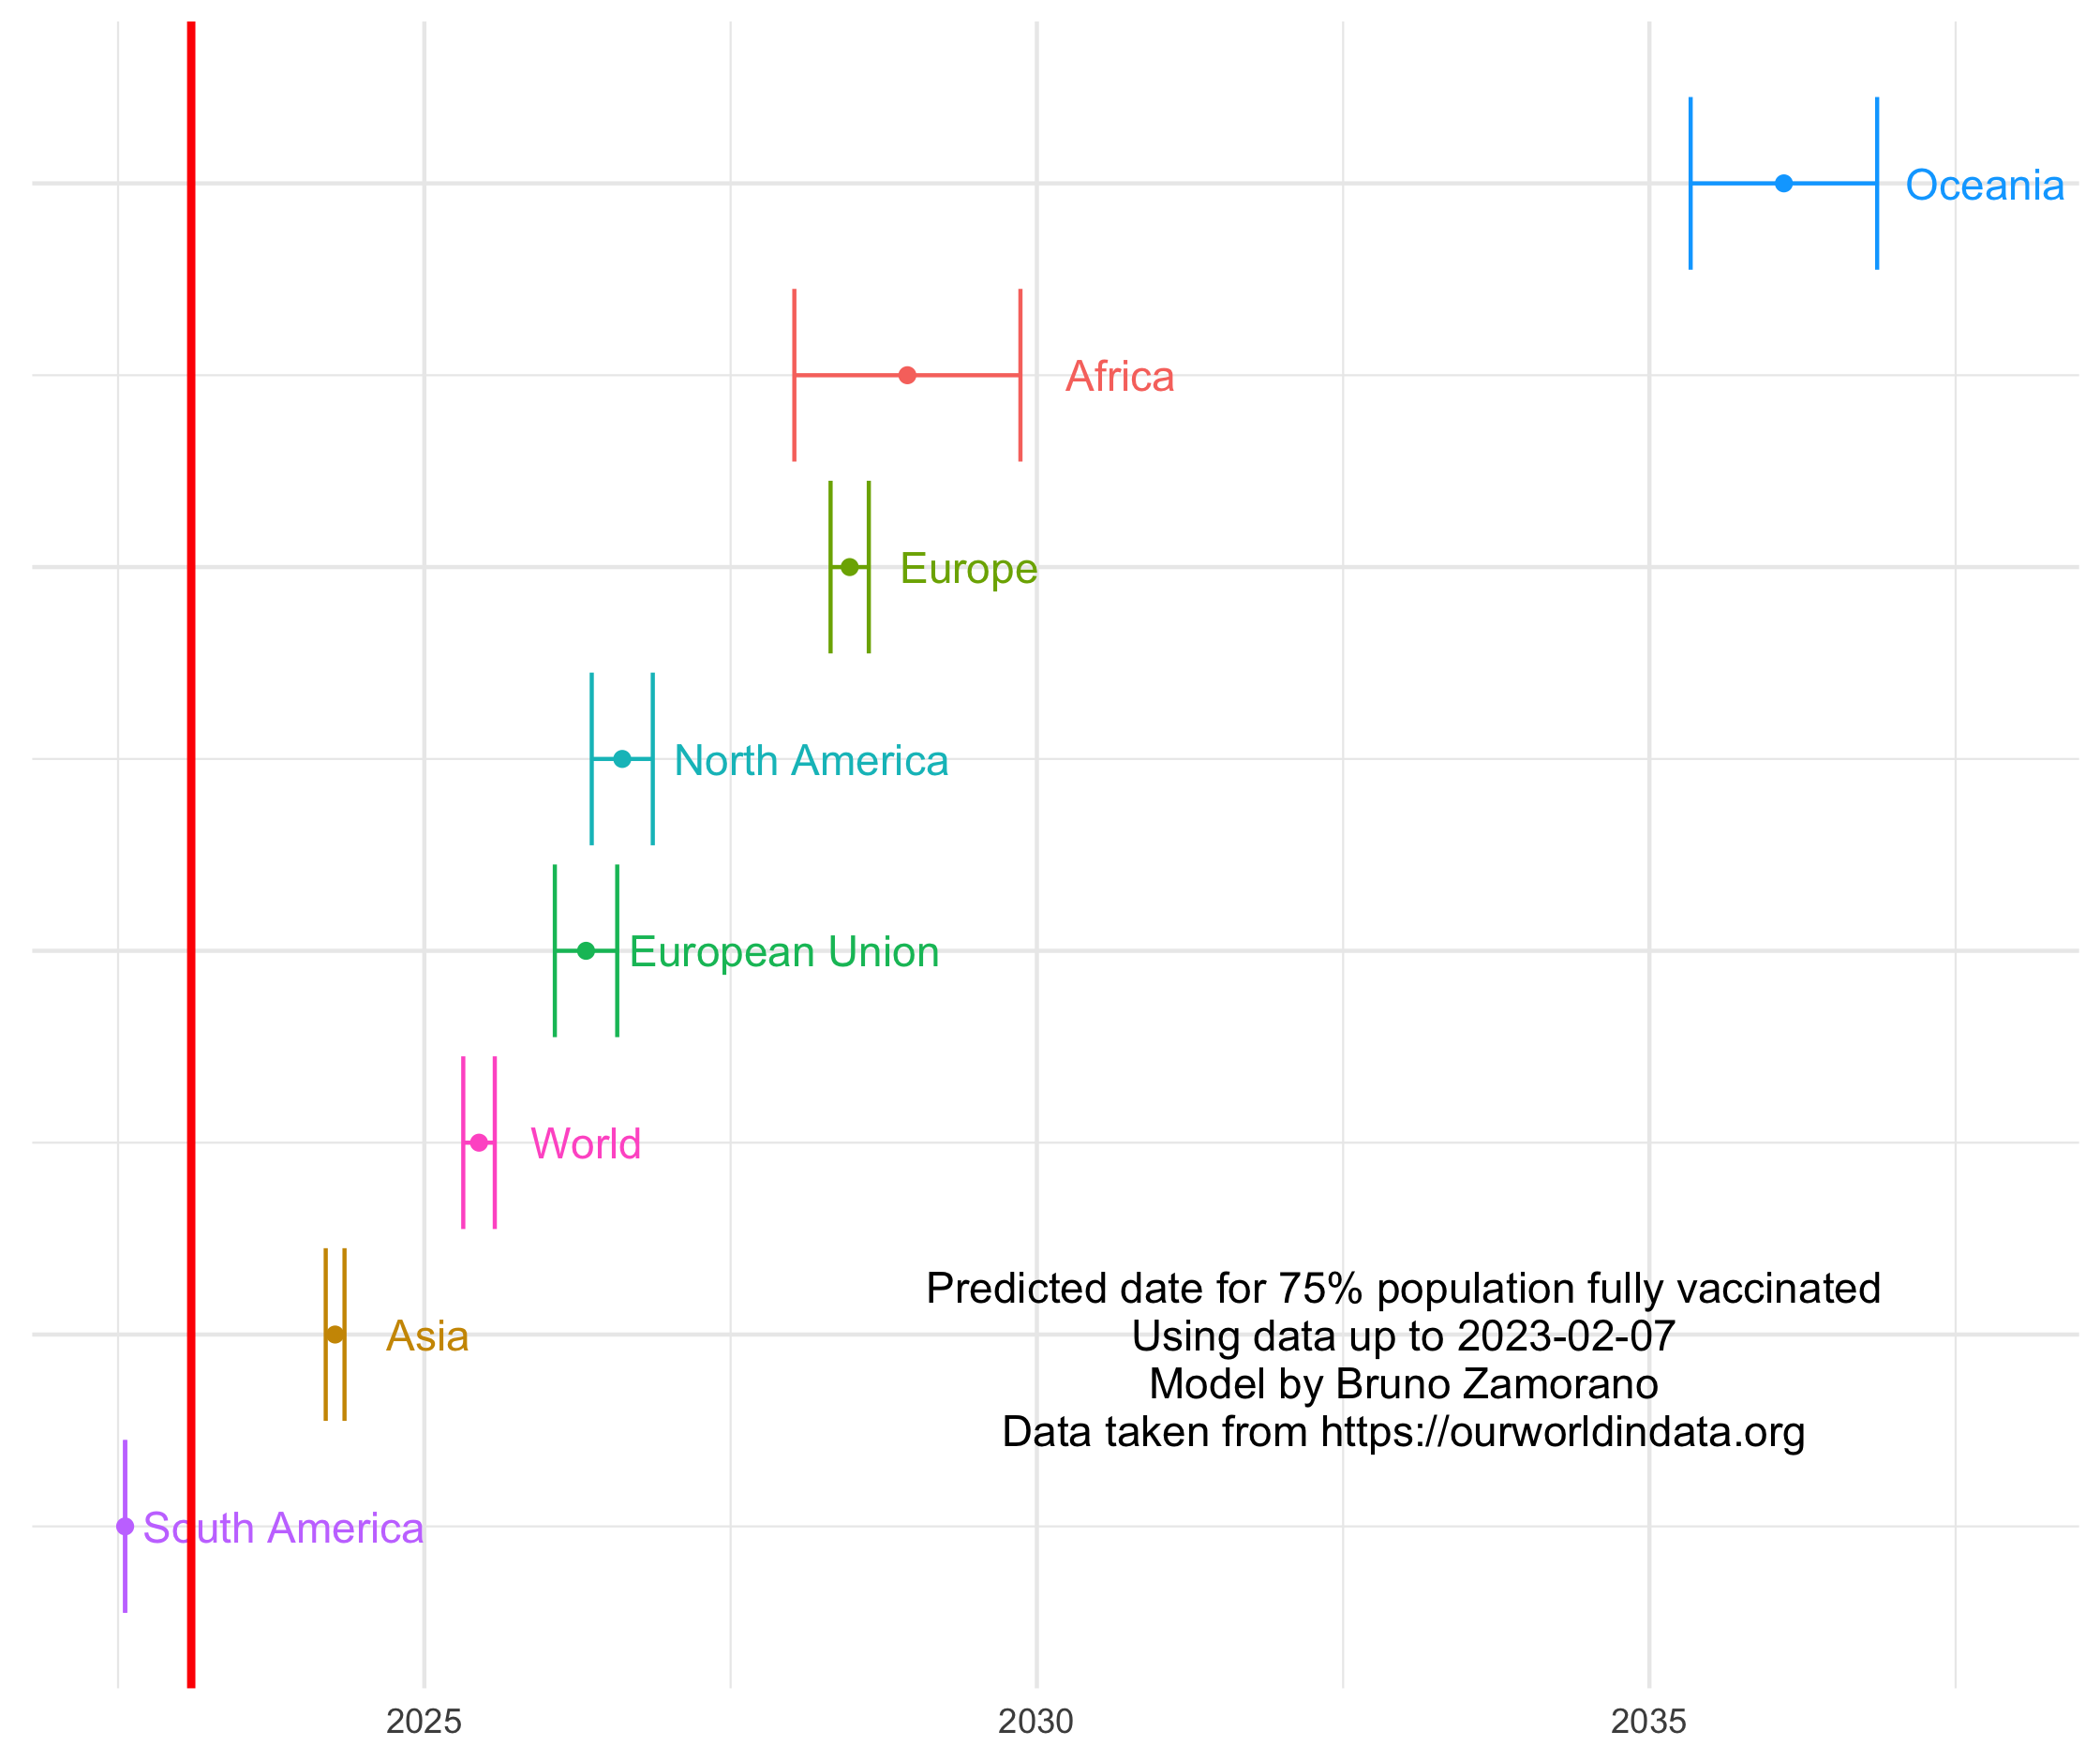 Oceania
Africa
Europe
North America
European Union
World
Predicted date for 75% population fully vaccinated
Using data up to 2023-02-07
Asia
Model by Bruno Zamorano
Data taken from https://ourworldindata.org
South America
2025
2030
2035